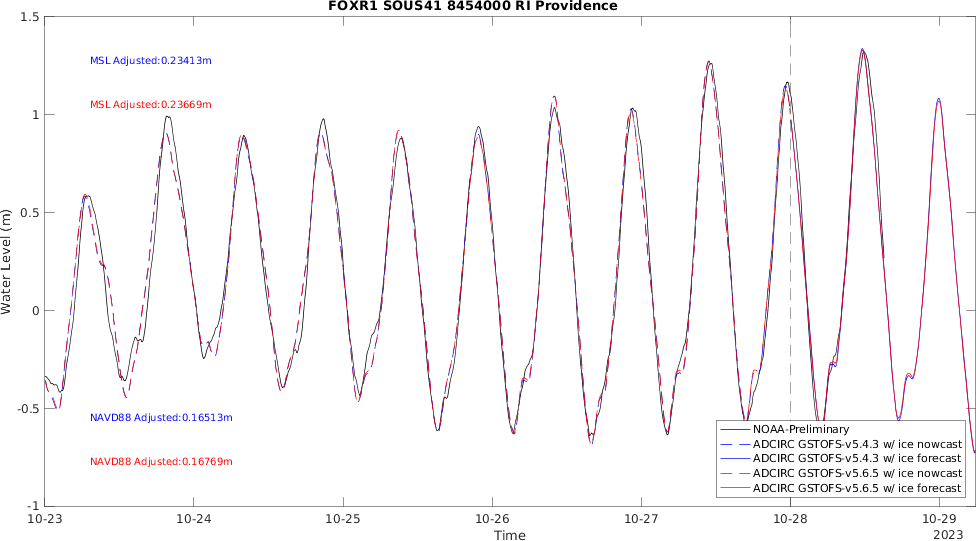 FOXR1 SOUS41 8454000 RI Providence
1.5
1
0.5
0
-0.5
-1
Water Level (m)
MSL Adjusted:0.23413m
MSL Adjusted:0.23669m
NAVD88 Adjusted:0.16513m
NAVD88 Adjusted:0.16769m
NOAA-Preliminary
ADCIRC GSTOFS-v5.4.3 w/ ice nowcast
ADCIRC GSTOFS-v5.4.3 w/ ice forecast
ADCIRC GSTOFS-v5.6.5 w/ ice nowcast
ADCIRC GSTOFS-v5.6.5 w/ ice forecast
10-23 10-24 10-25 10-26 10-27 10-28 10-29
Time
2023